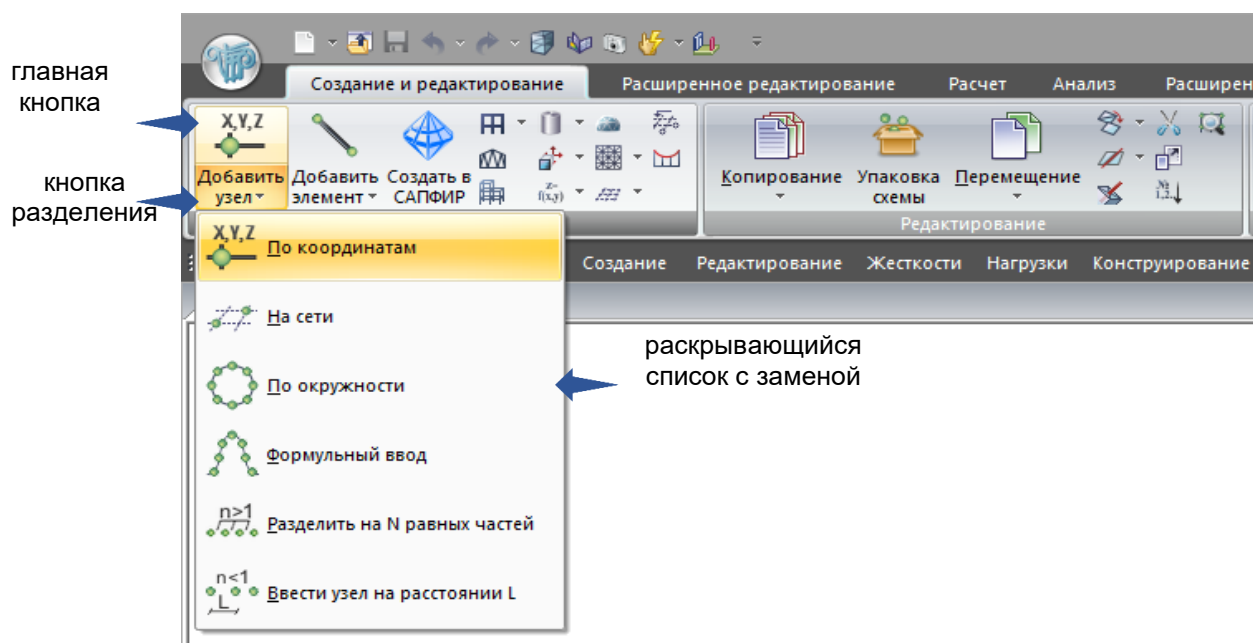 главная
кнопка
кнопка
разделения
Создание и редактирование
Расширенное редактирование
Расчет
Анализ
Расширен
X,Y,Z
Добавить
узел
Добавить
элемент
Создать в
САПФИР
Z=
f(x,y)
Копирование
Упаковка
схемы
Перемещение
Редактирование
Создание
Редактирование
Жесткости
Нагрузки
Конструирование
X,Y,Z
По координатам
На сети
По окружности
Формульный ввод
n>1
Разделить на N равных частей
n<1
L
Ввести узел на расстоянии L
раскрывающийся
список с заменой